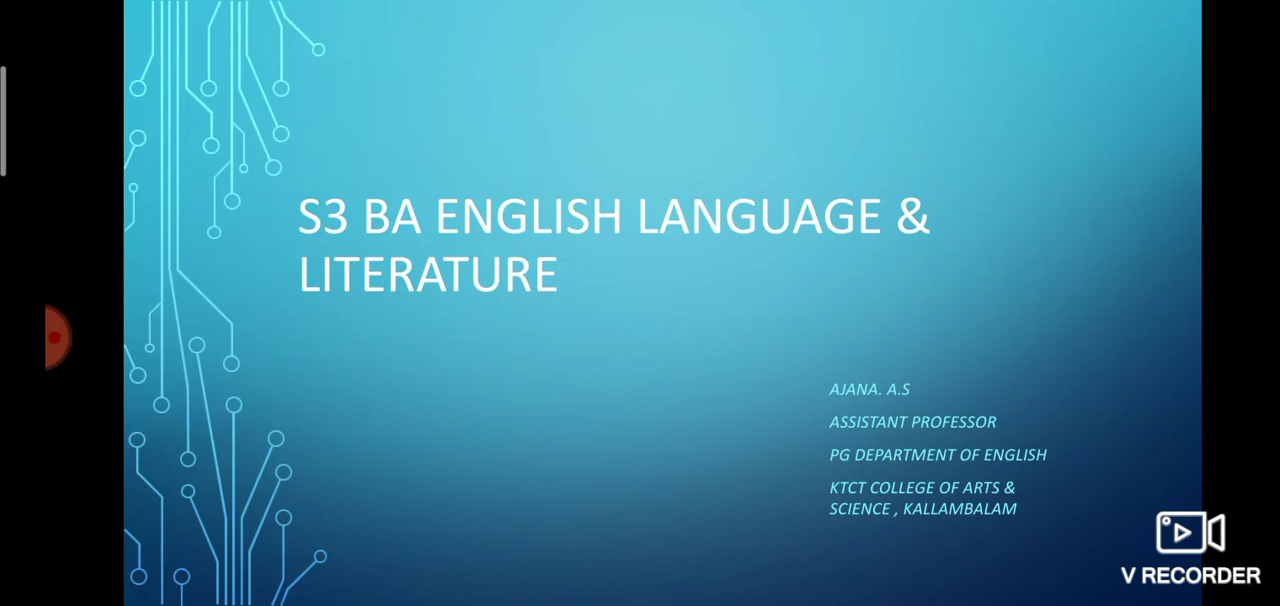 S3 BA ENGLISH LANGUAGE &
LITERATURE
AJANA. A.S
ASSISTANT PROFESSOR
PG DEPARTMENT OF ENGLISH
KTCT COLLEGE OF ARTS &
SCIENCE , KALLAMBALAM
V RECORDER